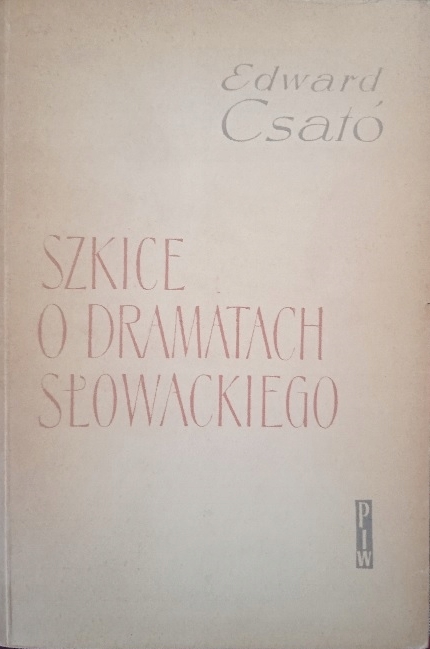 Edward
Csató
SZKICE
O DRAMATACH
SŁOWACKIEGO
PIW